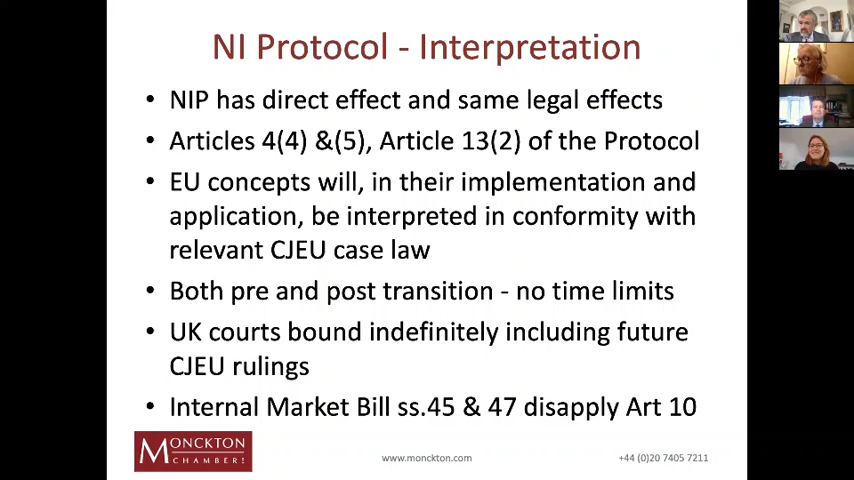 NI Protocol - Interpretation
• NIP has direct effect and same legal effects
• Articles 4(4) &(5), Article 13(2) of the Protocol
• EU concepts will, in their implementation and
application, be interpreted in conformity with
relevant CJEU case law
• Both pre and post transition - no time limits
• UK courts bound indefinitely including future
CJEU rulings
• Internal Market Bill ss.45 & 47 disapply Art 10
MONCKTON
CHAMBERS
www.monckton.com
+44 (0)20 7405 7211